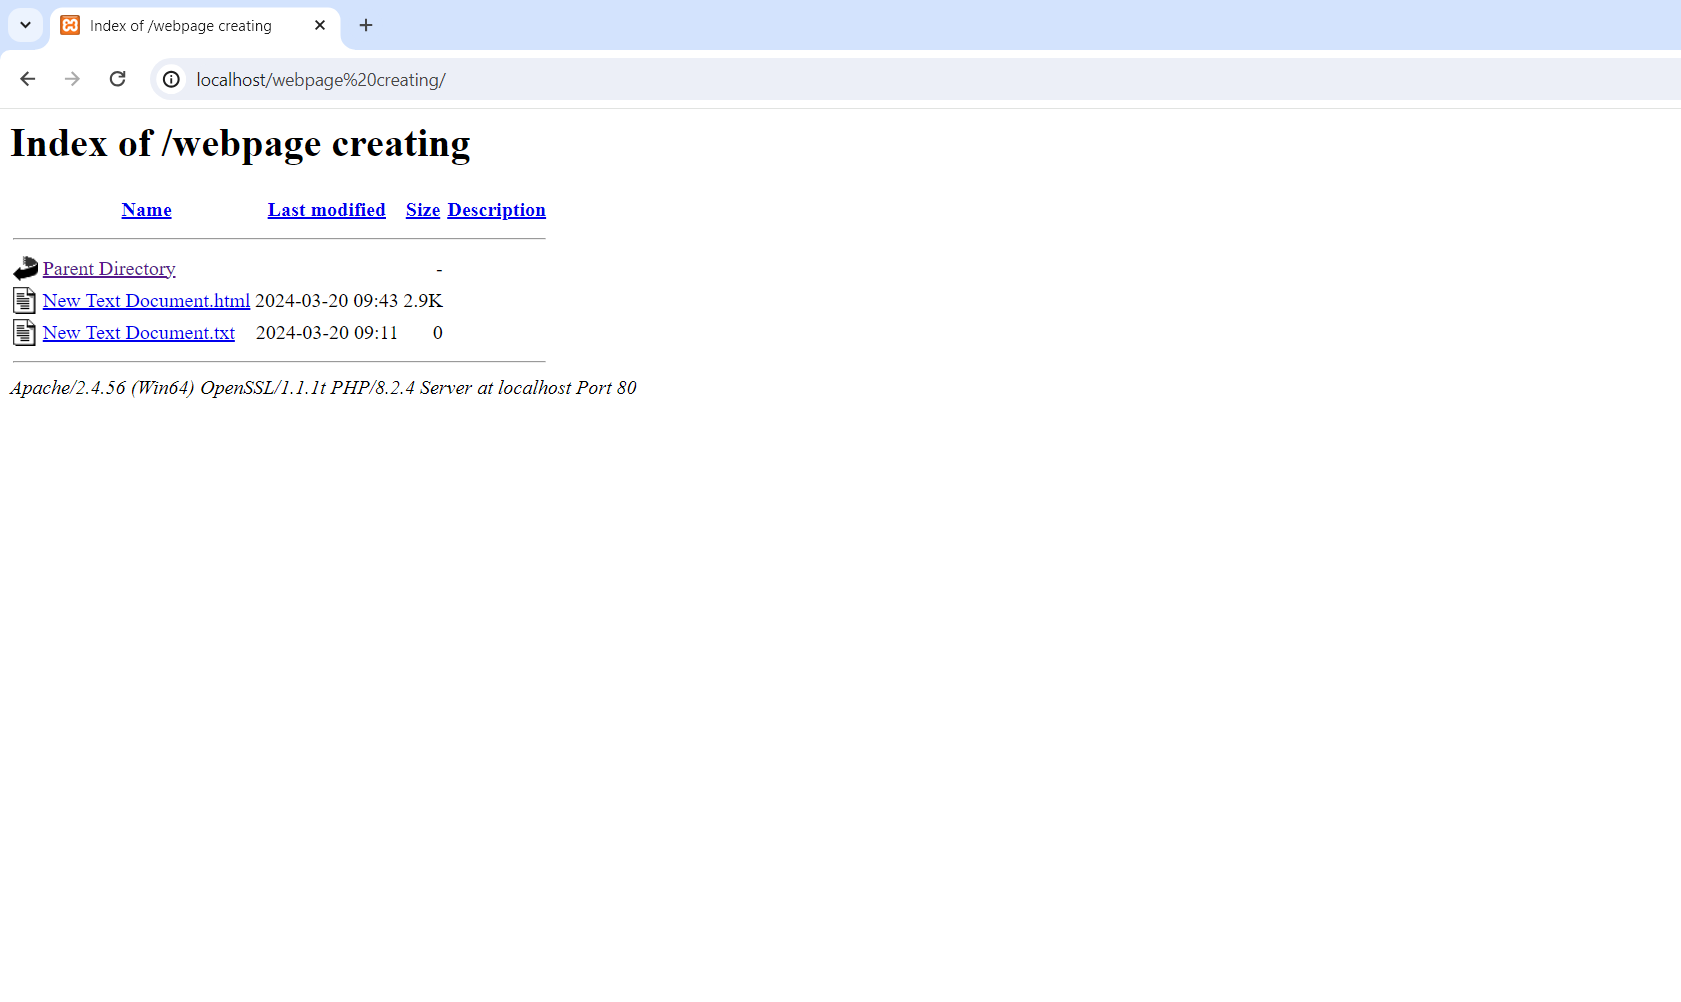 Index of /webpage creating
localhost/webpage%20creating/
Index of /webpage creating
Name Last modified Size Description
Parent Directory -
New Text Document.html 2024-03-20 09:43 2.9K
New Text Document.txt 2024-03-20 09:11 0
Apache/2.4.56 (Win64) OpenSSL/1.1.1t PHP/8.2.4 Server at localhost Port 80